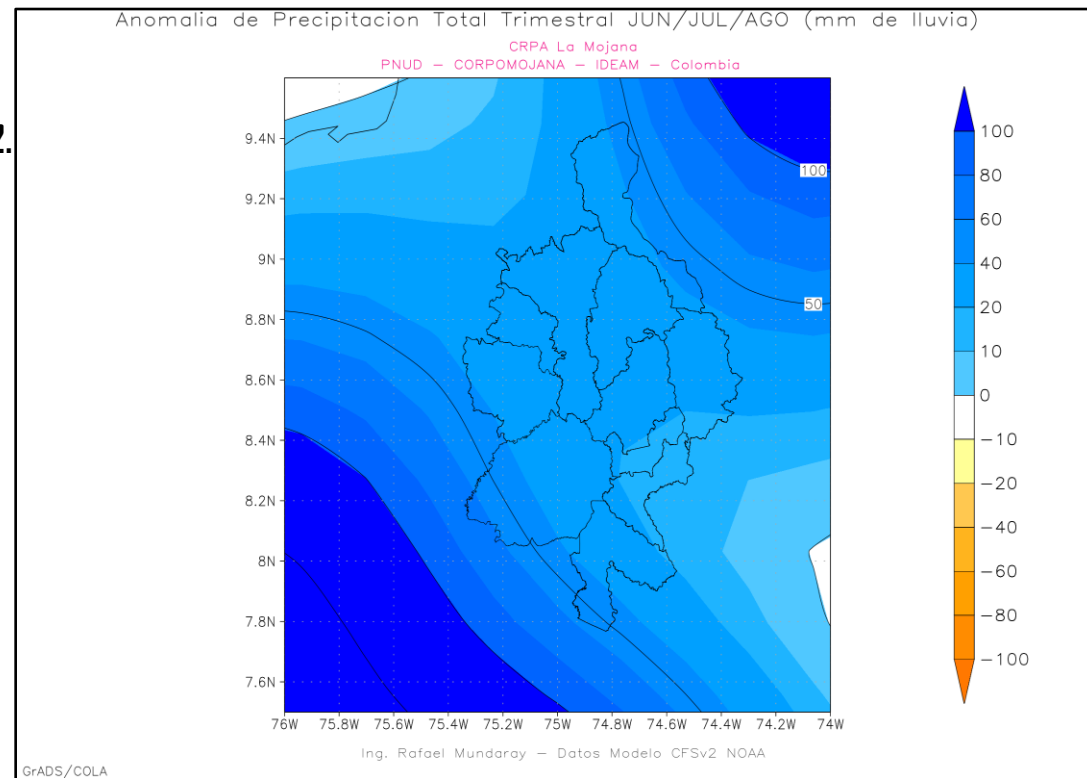 Anomalia de Precipitacion Total Trimestral JUN/JUL/AGO (mm de lluvia)
CRPA La Mojana
PNUD – CORPOMOJANA – IDEAM – Colombia
9.4N
9.2N
9N
8.8N
8.6N
8.4N
8.2N
8N
7.8N
7.6N
100
50
76W 75.8W 75.6W 75.4W 75.2W 75W 74.8W 74.6W 74.4W 74.2W 74W
100
80
60
40
20
10
0
−10
−20
−40
−60
−80
−100
Ing. Rafael Mundaray – Datos Modelo CFSv2 NOAA
GrADS/COLA